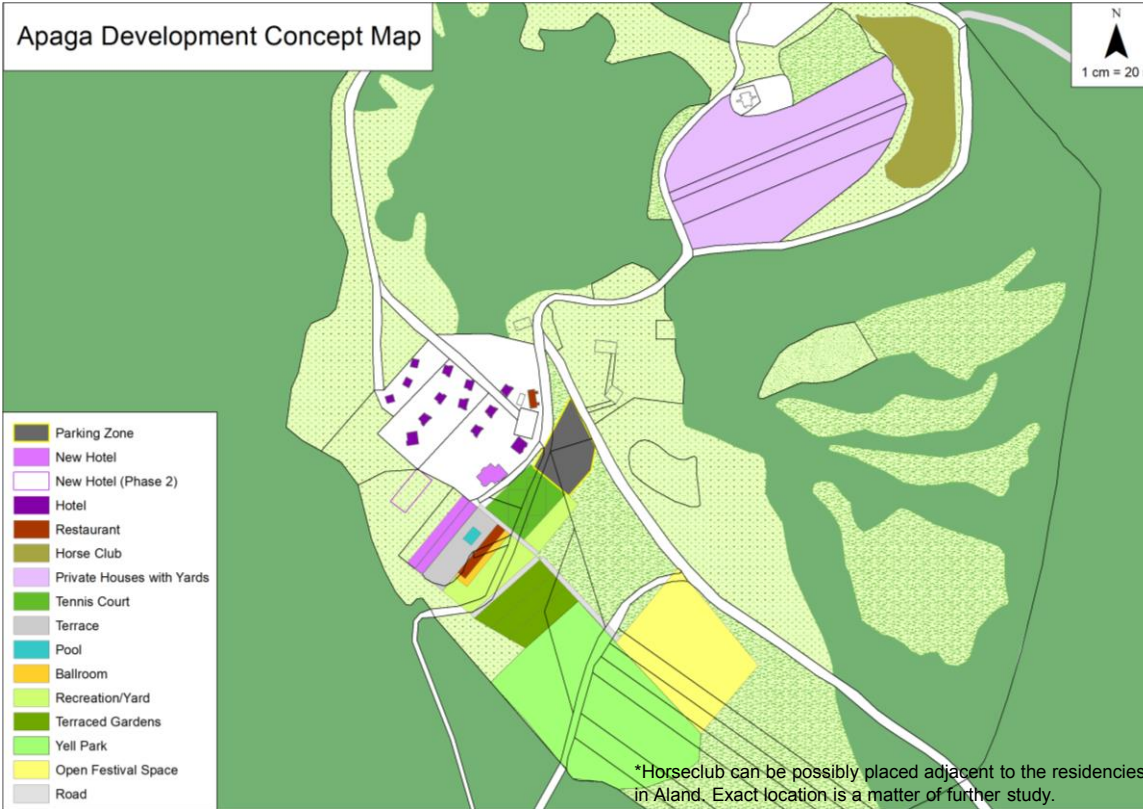 Apaga Development Concept Map
N
1 cm = 20
Parking Zone
New Hotel
New Hotel (Phase 2)
Hotel
Restaurant
Horse Club
Private Houses with Yards
Tennis Court
Terrace
Pool
Ballroom
Recreation/Yard
Terraced Gardens
Yell Park
Open Festival Space
Road
*Horseclub can be possibly placed adjacent to the residencies
in Aland. Exact location is a matter of further study.